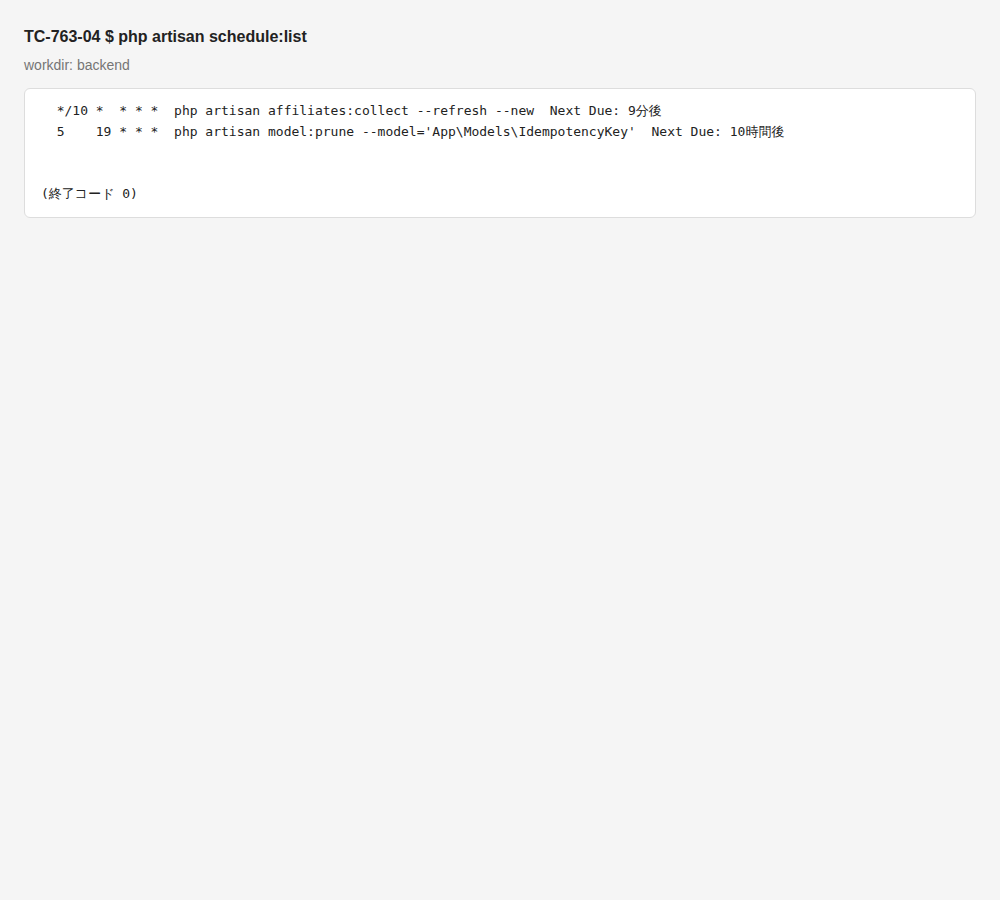 TC-763-04 $ php artisan schedule:list
workdir: backend
*/10 *  * * *  php artisan affiliates:collect --refresh --new  Next Due: 9分後
5    19 * * *  php artisan model:prune --model='App\Models\IdempotencyKey'  Next Due: 10時間後
(終了コード 0)